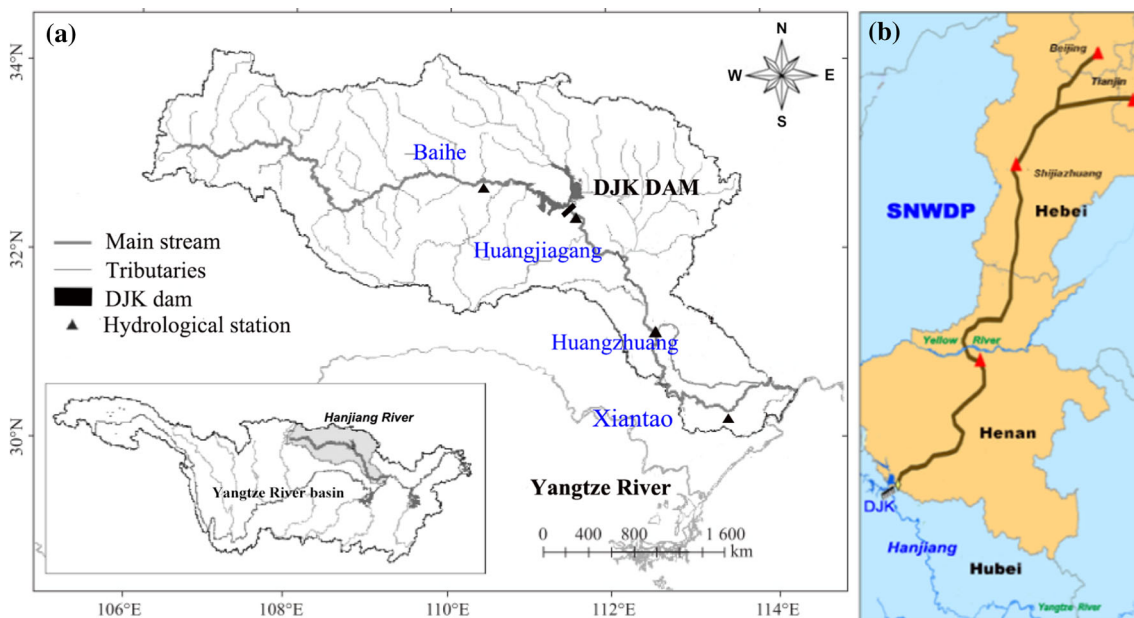 (a)
N
W E
S
34°N
32°N
30°N
Baihe
DJK DAM
Huangjiagang
Main stream
Tributaries
DJK dam
Hydrological station
Huangzhuang
Xiantao
Hanjiang River
Yangtze River basin
Yangtze River
0 400 800 1 600
km
106°E 108°E 110°E 112°E 114°E
(b)
Beijing
Tianjin
Shijiazhuang
SNWDP
Hebei
Yellow River
Henan
DJK
Hanjiang
Hubei
Yangtze River